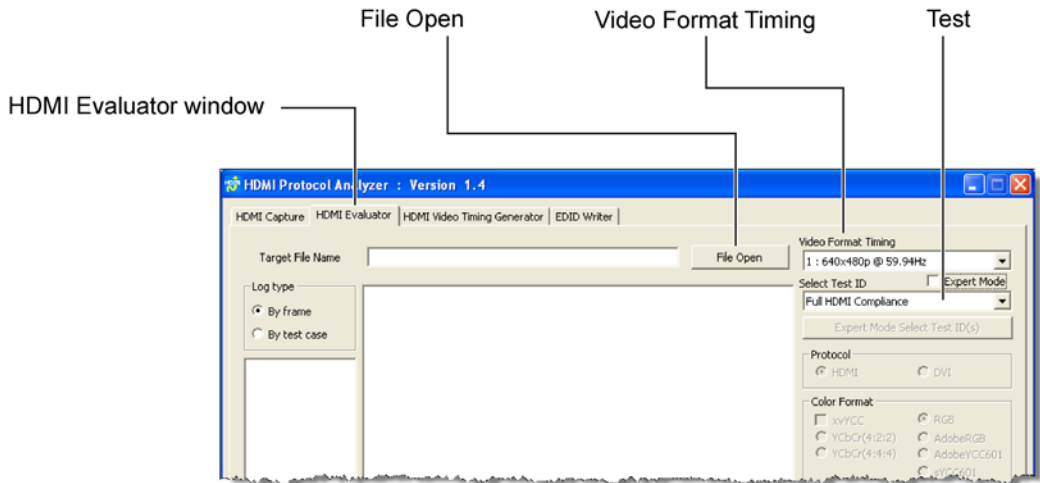 File Open
Video Format Timing
Test
HDMI Evaluator window
HDMI Protocol Analyzer : Version 1.4
HDMI Capture
HDMI Evaluator
HDMI Video Timing Generator
EDID Writer
Target File Name
File Open
Video Format Timing
1 : 640x480p @ 59.94Hz
Log type
By frame
By test case
Select Test ID
Expert Mode
Full HDMI Compliance
Expert Mode Select Test ID(s)
Protocol
HDMI
DVI
Color Format
xvYCC
RGB
YCbCr(4:2:2)
AdobeRGB
YCbCr(4:4:4)
AdobeYCC601
sYCC601